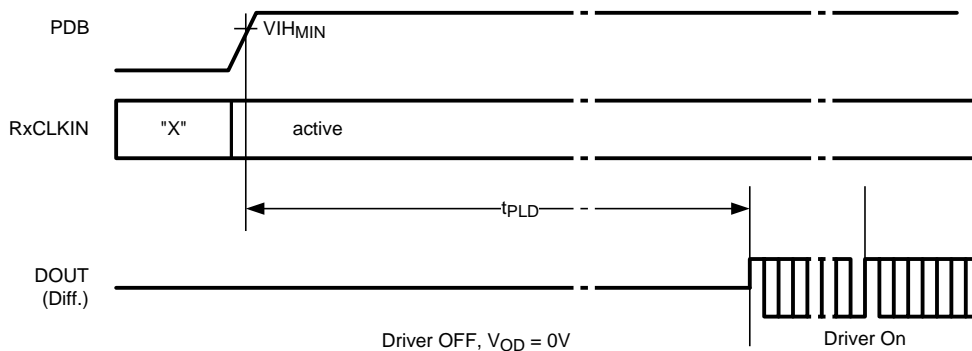 PDB
VIHMIN
RxCLKIN
"X"
active
tPLD
DOUT
(Diff.)
Driver OFF, VOD = 0V
Driver On